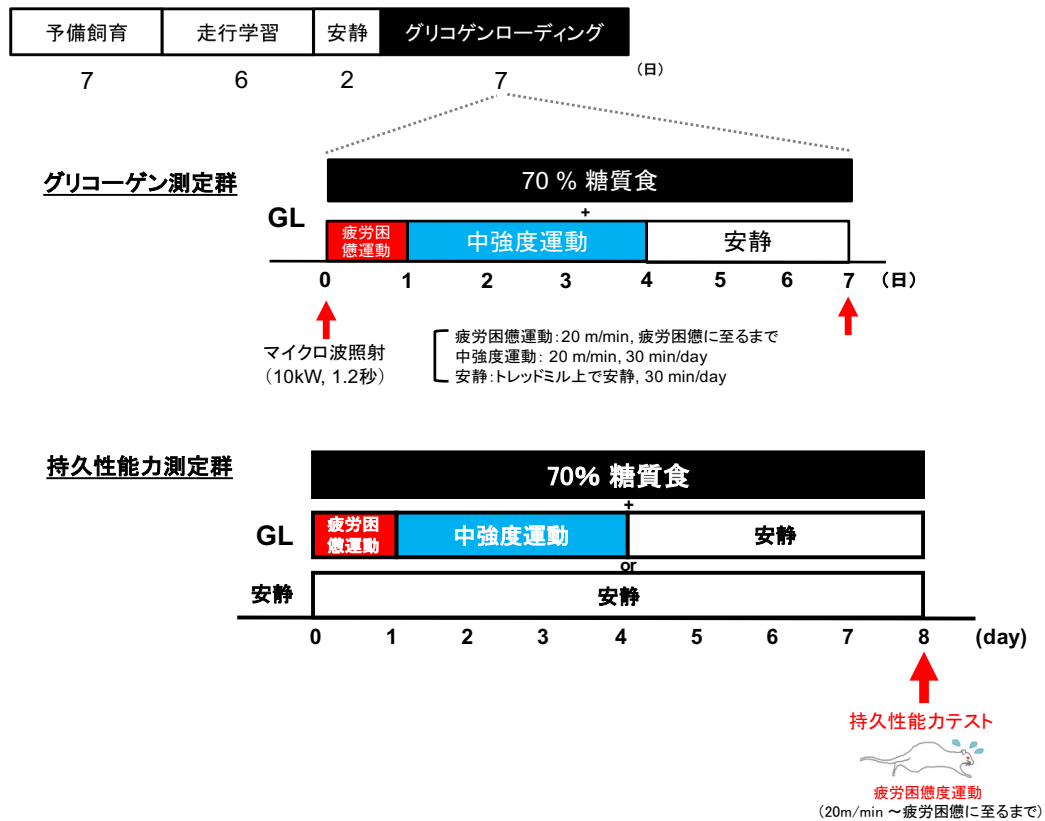 予備飼育 走行学習 安静 グリコゲンローディング
7 6 2 7 (日)
グリコーゲン測定群
70 % 糖質食
+
GL
疲労困
憊運動
中強度運動 安静
0 1 2 3 4 5 6 7 (日)
マイクロ波照射
(10kW, 1.2秒)
疲労困憊運動:20 m/min, 疲労困憊に至るまで
中強度運動: 20 m/min, 30 min/day
安静:トレッドミル上で安静, 30 min/day
持久性能力測定群
70% 糖質食
+
GL
疲労困
憊運動
中強度運動 安静
or
安静 安静
0 1 2 3 4 5 6 7 8 (day)
持久性能力テスト
疲労困憊度運動
(20m/min ~疲労困憊に至るまで)